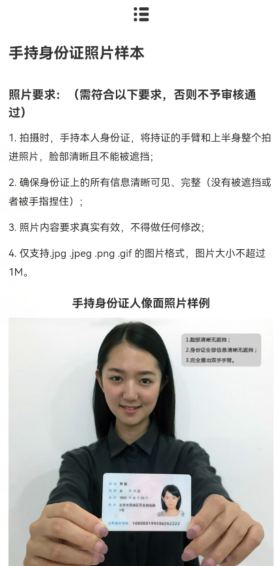 手持身份证照片样本
照片要求：（需符合以下要求，否则不予审核通
过）
1. 拍摄时，手持本人身份证，将持证的手臂和上半身整个拍
进照片，脸部清晰且不能被遮挡；
2. 确保身份证上的所有信息清晰可见、完整（没有被遮挡或
者被手指捏住）；
3. 照片内容要求真实有效，不得做任何修改；
4. 仅支持.jpg .jpeg .png .gif 的图片格式，图片大小不超过
1M。
手持身份证人像面照片样例
1.脸部清晰无遮挡；
2.身份证全部信息清晰无遮挡；
3.完全露出双手手臂。